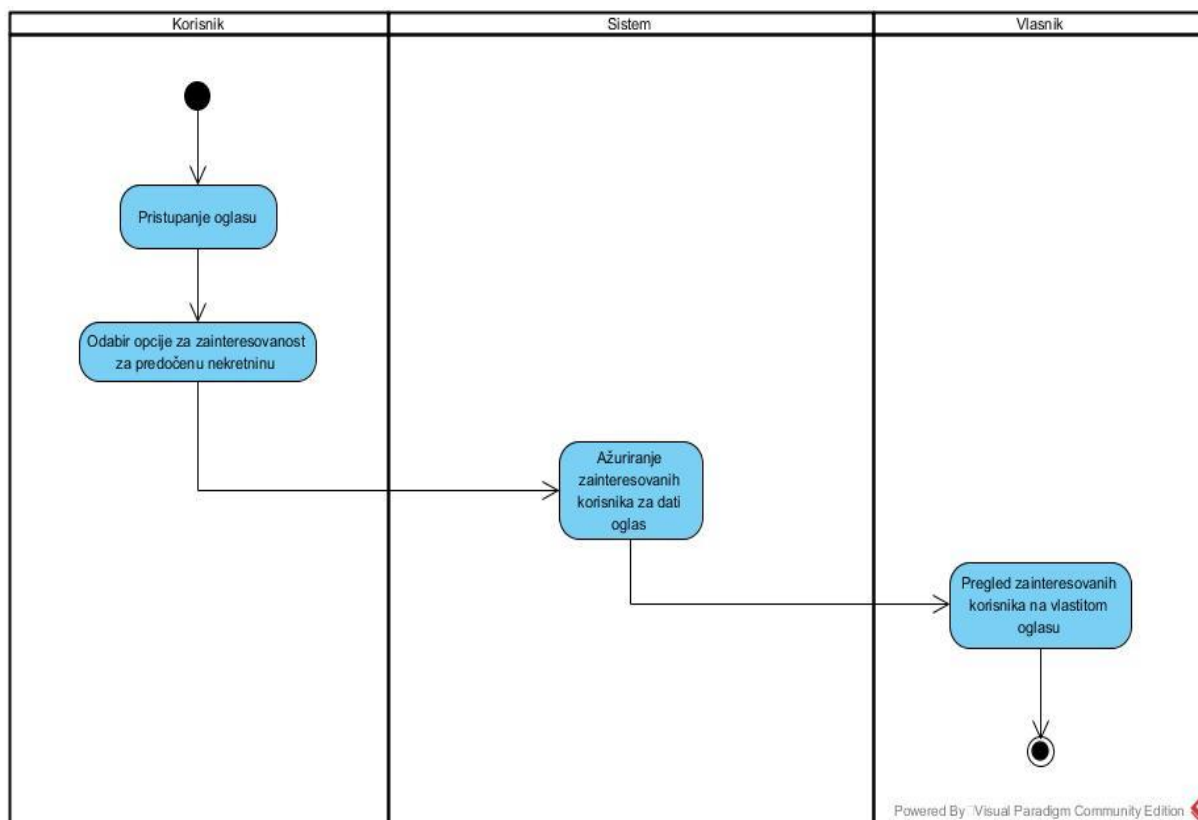 Korisnik
Sistem
Vlasnik
Pristupanje oglasu
Odabir opcije za zainteresovanost
za predočenu nekretninu
Ažuriranje
zainteresovanih
korisnika za dati
oglas
Pregled zainteresovanih
korisnika na vlastitom
oglasu
Powered By Visual Paradigm Community Edition